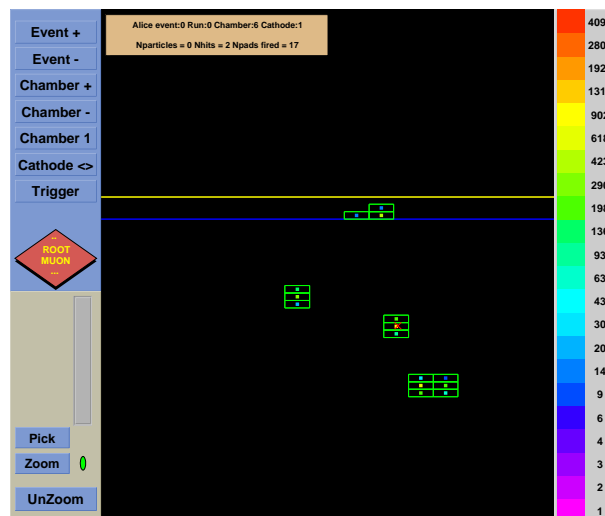 Alice event:0 Run:0 Chamber:6 Cathode:1
Nparticles = 0 Nhits = 2 Npads fired = 17
Event +
Event -
Chamber +
Chamber -
Chamber 1
Cathode <>
Trigger
..
ROOT
MUON
...
Pick
Zoom
UnZoom
409
280
192
131
902
618
423
296
198
136
93
63
43
30
20
14
9
6
4
3
2
1